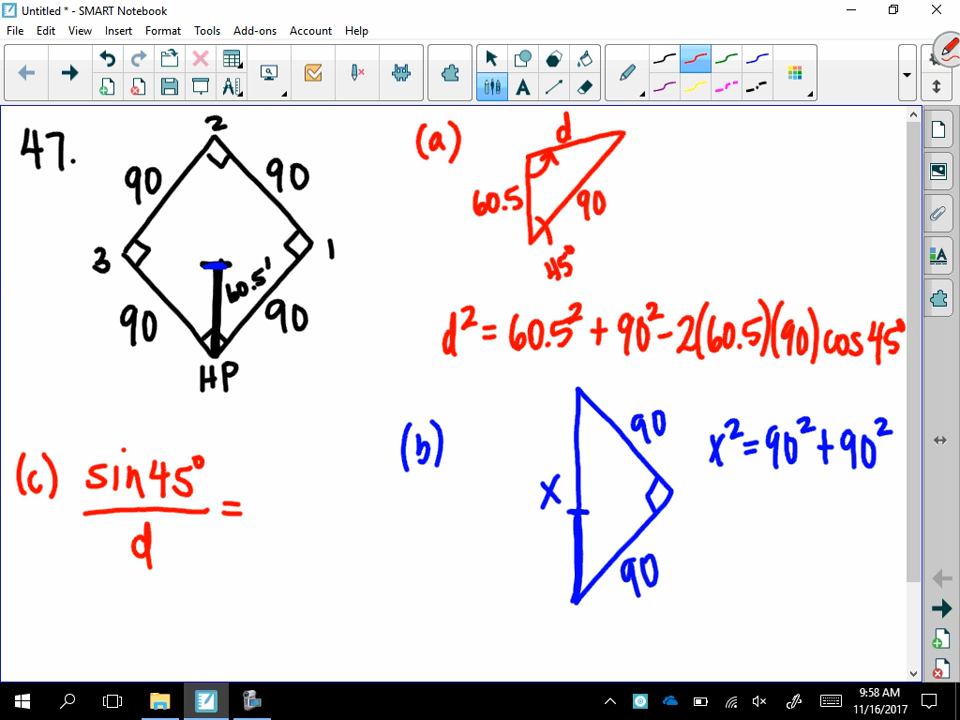 Untitled * - SMART Notebook
File Edit View Insert Format Tools Add-ons Account Help
47.
2
90
90
3
1
60.5'
90
90
HP
(a)
d
60.5
90
45°
d² = 60.5² + 90² - 2(60.5)(90) cos 45°
(b)
90
x
90
x² = 90² + 90²
(c) sin 45° =
d
9:58 AM
11/16/2017